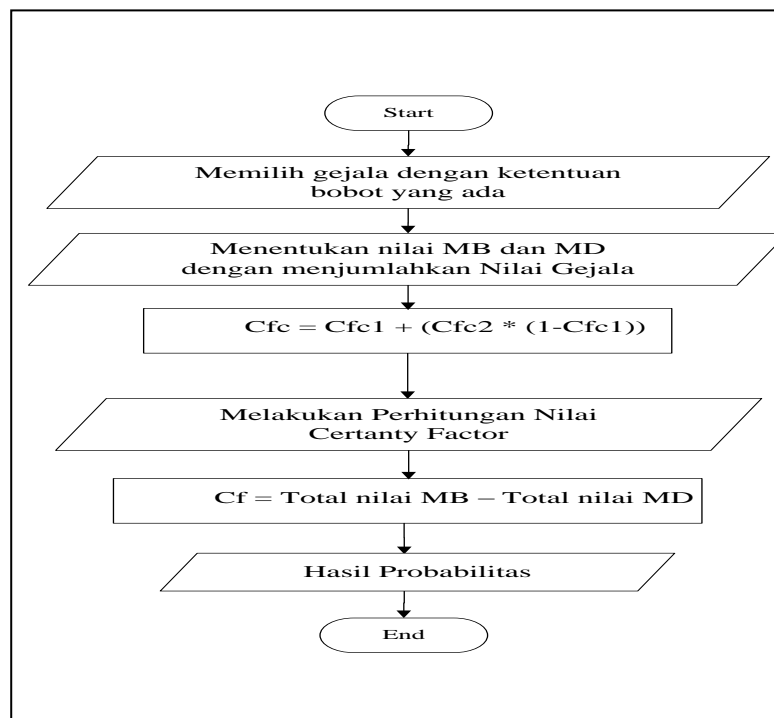 Start
Memilih gejala dengan ketentuan
bobot yang ada
Menentukan nilai MB dan MD
dengan menjumlahkan Nilai Gejala
Cfc = Cfc1 + (Cfc2 * (1-Cfc1))
Melakukan Perhitungan Nilai
Certanty Factor
Cf = Total nilai MB – Total nilai MD
Hasil Probabilitas
End